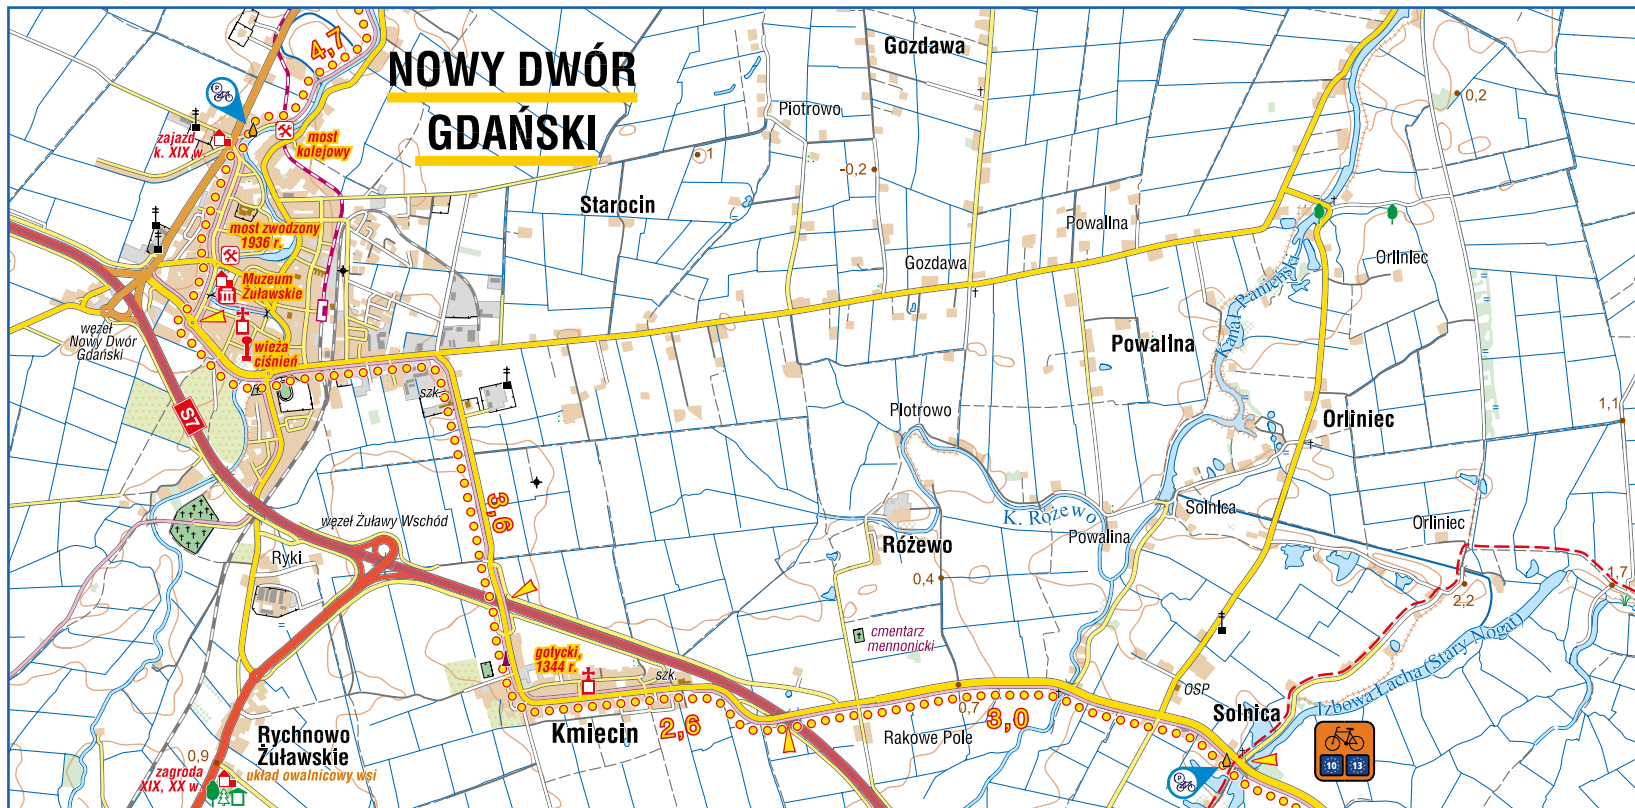 4,7
NOWY DWÓR
GDAŃSKI
Gozdawa
Piotrowo
0,2
P
zajazd
k. XIX w
most
kolejowy
1
-0,2
Starocin
most zwodzony
1936 r.
Powalina
Gozdawa
Orliniec
Kanał Panieński
Muzeum
Żuławskie
węzeł
Nowy Dwór
Gdański
wieża
ciśnień
Powalina
szk.
S7
Piotrowo
Orliniec
1,1
3,6
węzeł Żuławy Wschód
K. Różewo
Solnica
Powalina
Orliniec
Ryki
Różewo
0,4
1,7
2,2
cmentarz
mennonicki
gotycki,
1344 r.
szk.
Izbowa Łacha (Stary Nogat)
OSP
0,7
Kmiecin
2,6
3,0
Rakowe Pole
Solnica
Rychnowo
Żuławskie
układ owalnicowy wsi
0,9
zagroda
XIX, XX w
P
10
13